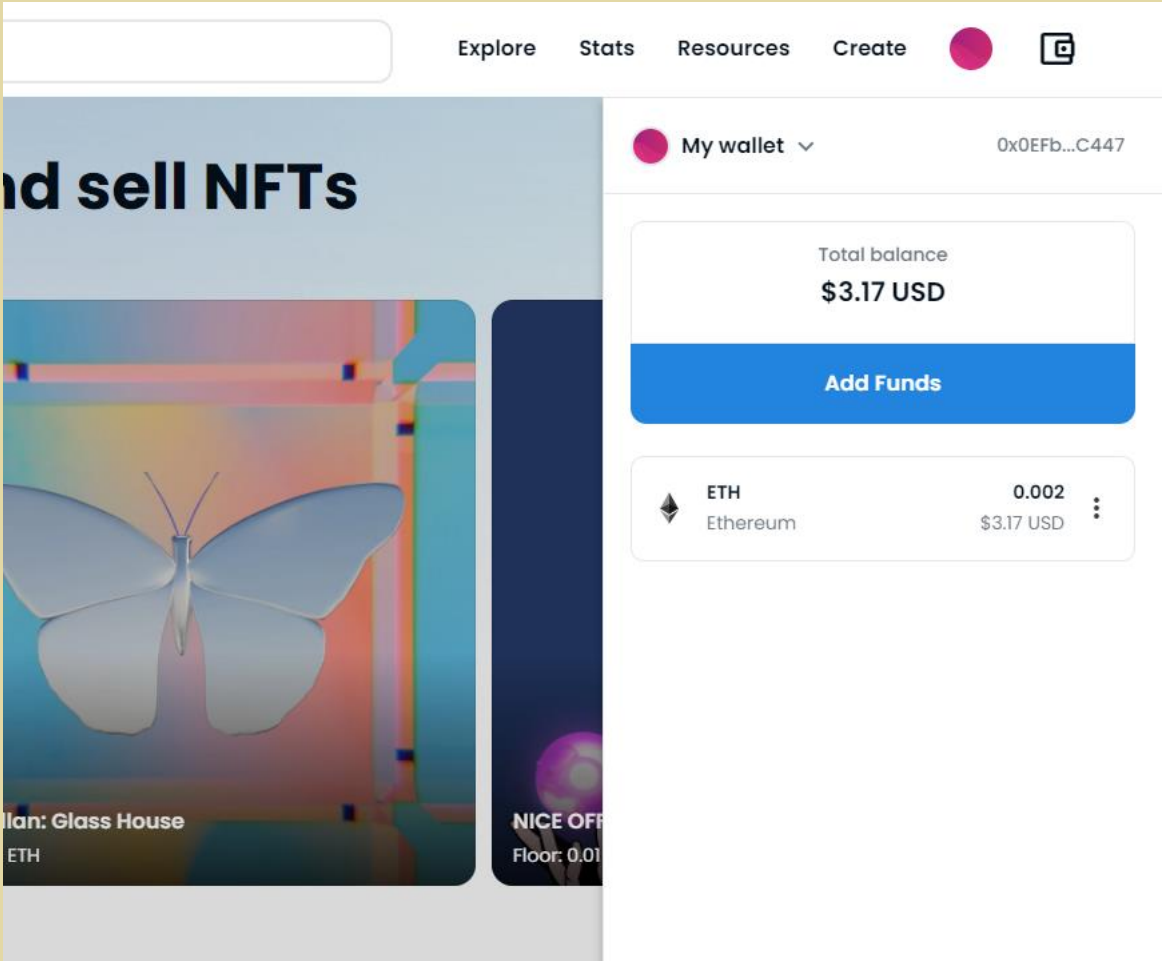 Explore Stats Resources Create
My wallet 0x0EFb...C447
nd sell NFTs
Total balance
$3.17 USD
Add Funds
ETH 0.002
Ethereum $3.17 USD
llan: Glass House
ETH
NICE OFF
Floor: 0.01